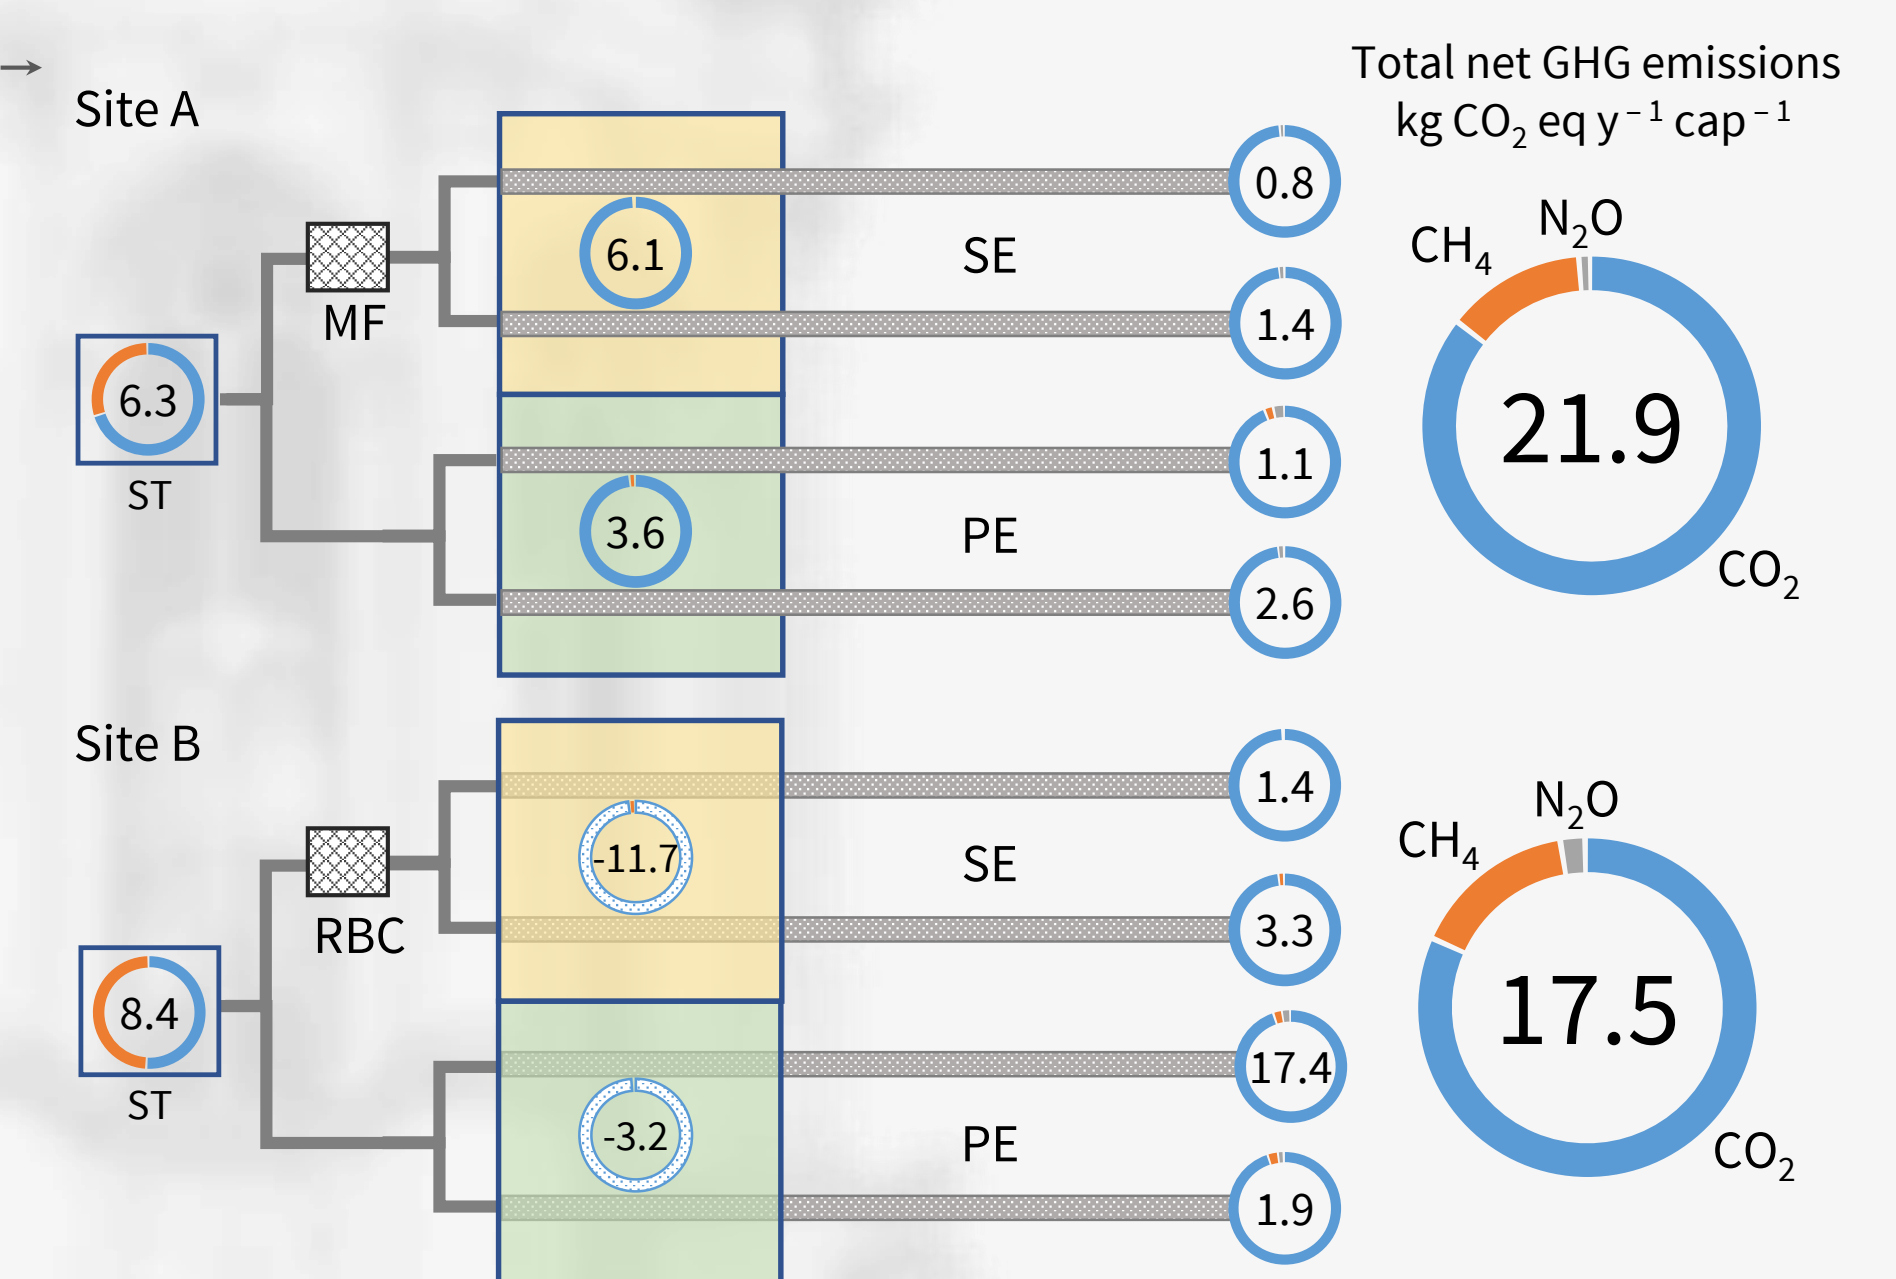 Total net GHG emissions
kg CO₂ eq y⁻¹ cap⁻¹
→
Site A
0.8
N₂O
CH₄
6.1
SE
MF
1.4
6.3
21.9
ST
1.1
3.6
PE
CO₂
2.6
Site B
1.4
N₂O
CH₄
-11.7
SE
RBC
3.3
8.4
17.5
ST
17.4
-3.2
PE
CO₂
1.9